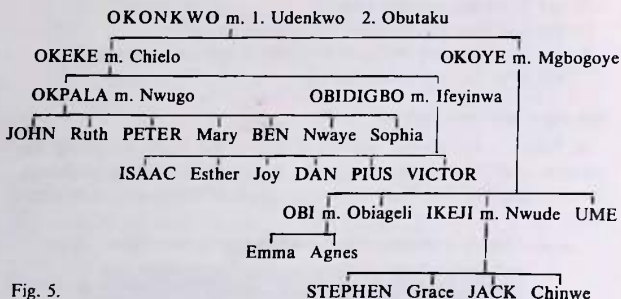 OKONKWO m. 1. Udenkwo 2. Obutaku
OKEKE m. Chielo OKOYE m. Mgbogoye
OKPALA m. Nwugo OBIDIGBO m. Ifeyinwa
JOHN Ruth PETER Mary BEN Nwaye Sophia
ISAAC Esther Joy DAN PIUS VICTOR
OBI m. Obiageli IKEJI m. Nwude UME
Emma Agnes
Fig. 5. STEPHEN Grace JACK Chinwe